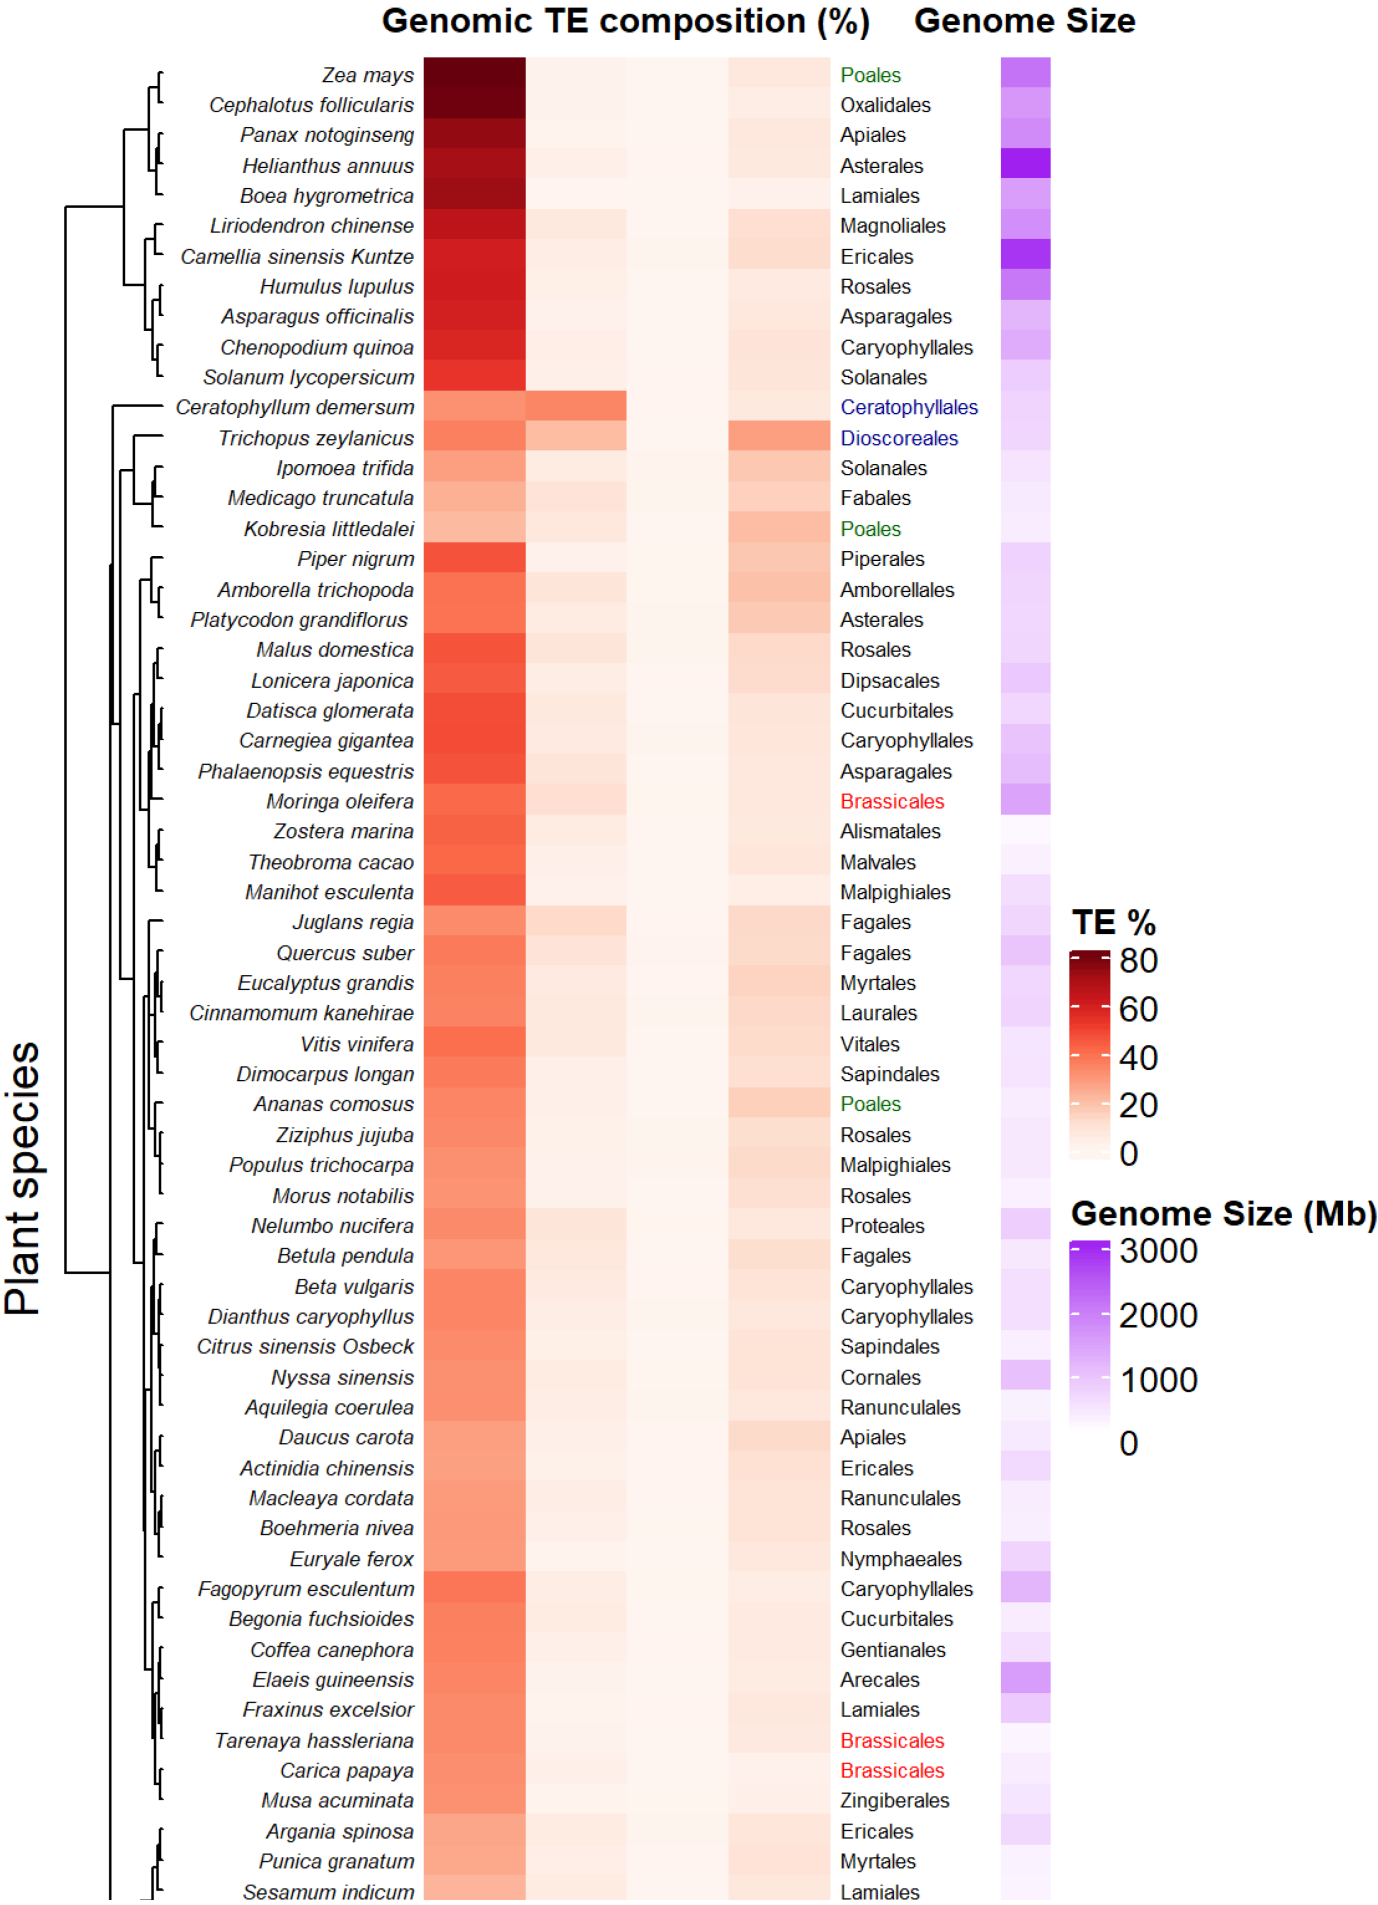 Genomic TE composition (%) Genome Size
Zea mays Poales
Cephalotus follicularis Oxalidales
Panax notoginseng Apiales
Helianthus annuus Asterales
Boea hygrometrica Lamiales
Liriodendron chinense Magnoliales
Camellia sinensis Kuntze Ericales
Humulus lupulus Rosales
Asparagus officinalis Asparagales
Chenopodium quinoa Caryophyllales
Solanum lycopersicum Solanales
Ceratophyllum demersum Ceratophyllales
Trichopus zeylanicus Dioscoreales
Ipomoea trifida Solanales
Medicago truncatula Fabales
Kobresia littledalei Poales
Piper nigrum Piperales
Amborella trichopoda Amborellales
Platycodon grandiflorus Asterales
Malus domestica Rosales
Lonicera japonica Dipsacales
Datisca glomerata Cucurbitales
Carnegiea gigantea Caryophyllales
Phalaenopsis equestris Asparagales
Moringa oleifera Brassicales
Zostera marina Alismatales
Theobroma cacao Malvales
Manihot esculenta Malpighiales
Juglans regia Fagales
Quercus suber Fagales
Eucalyptus grandis Myrtales
Cinnamomum kanehirae Laurales
Vitis vinifera Vitales
Dimocarpus longan Sapindales
Ananas comosus Poales
Ziziphus jujuba Rosales
Populus trichocarpa Malpighiales
Morus notabilis Rosales
Nelumbo nucifera Proteales
Betula pendula Fagales
Beta vulgaris Caryophyllales
Dianthus caryophyllus Caryophyllales
Citrus sinensis Osbeck Sapindales
Nyssa sinensis Cornales
Aquilegia coerulea Ranunculales
Daucus carota Apiales
Actinidia chinensis Ericales
Macleaya cordata Ranunculales
Boehmeria nivea Rosales
Euryale ferox Nymphaeales
Fagopyrum esculentum Caryophyllales
Begonia fuchsioides Cucurbitales
Coffea canephora Gentianales
Elaeis guineensis Arecales
Fraxinus excelsior Lamiales
Tarenaya hassleriana Brassicales
Carica papaya Brassicales
Musa acuminata Zingiberales
Argania spinosa Ericales
Punica granatum Myrtales
Sesamum indicum Lamiales
Plant species
TE %
80
60
40
20
0
Genome Size (Mb)
3000
2000
1000
0